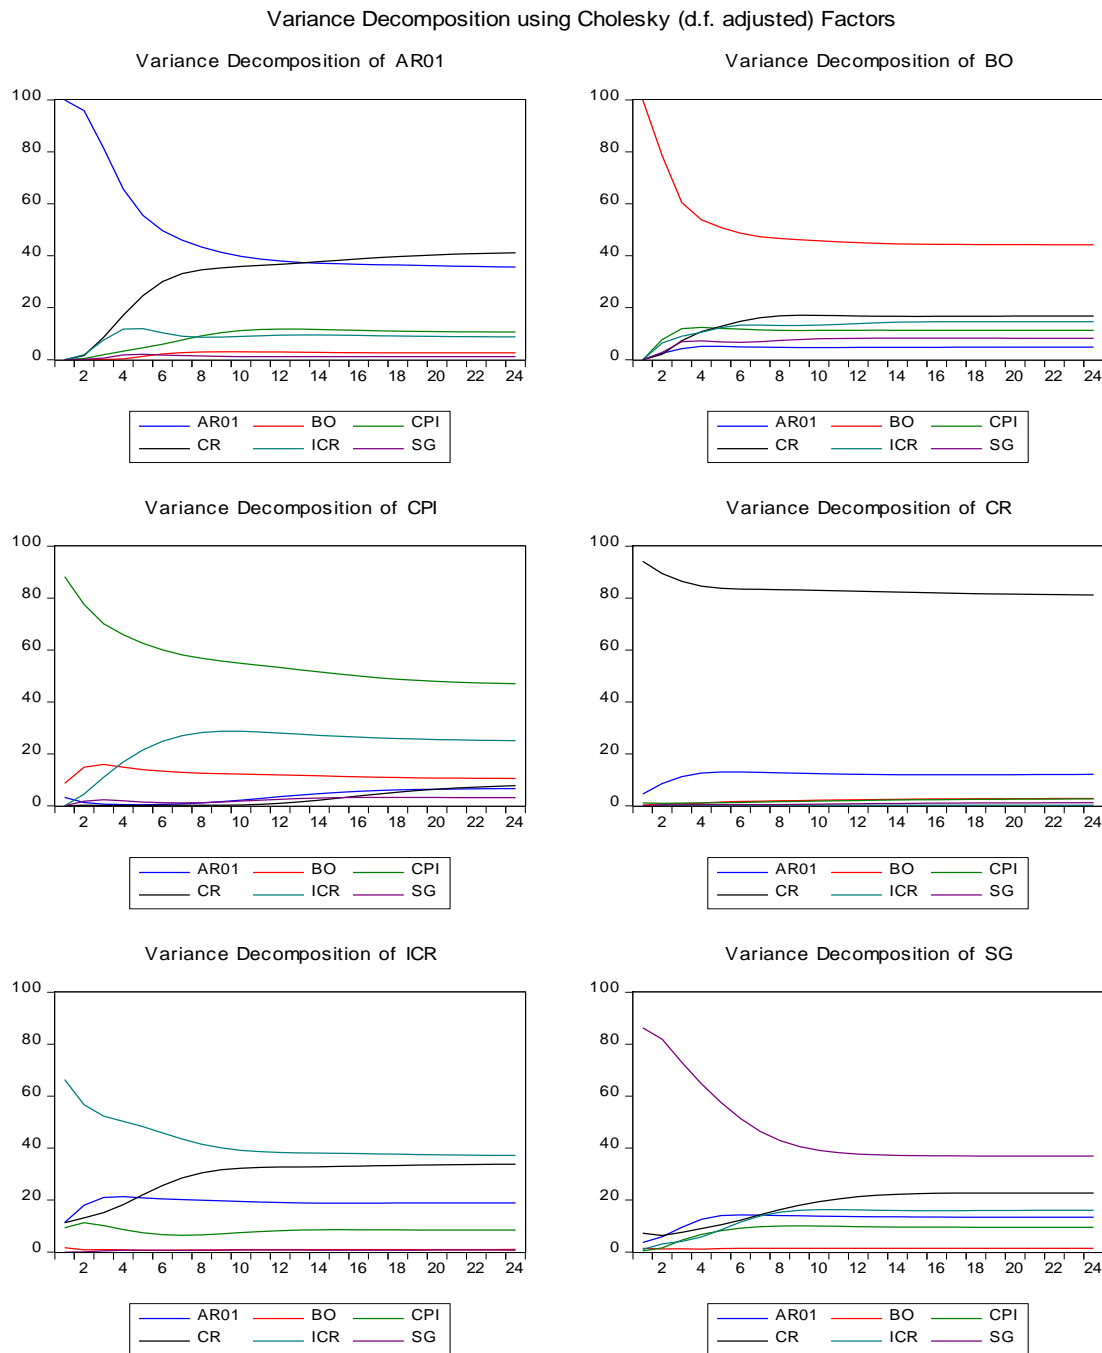 Variance Decomposition using Cholesky (d.f. adjusted) Factors
Variance Decomposition of AR01
100
80
60
40
20
0
2 4 6 8 10 12 14 16 18 20 22 24
AR01 BO CPI
CR ICR SG
Variance Decomposition of BO
100
80
60
40
20
0
2 4 6 8 10 12 14 16 18 20 22 24
AR01 BO CPI
CR ICR SG
Variance Decomposition of CPI
100
80
60
40
20
0
2 4 6 8 10 12 14 16 18 20 22 24
AR01 BO CPI
CR ICR SG
Variance Decomposition of CR
100
80
60
40
20
0
2 4 6 8 10 12 14 16 18 20 22 24
AR01 BO CPI
CR ICR SG
Variance Decomposition of ICR
100
80
60
40
20
0
2 4 6 8 10 12 14 16 18 20 22 24
AR01 BO CPI
CR ICR SG
Variance Decomposition of SG
100
80
60
40
20
0
2 4 6 8 10 12 14 16 18 20 22 24
AR01 BO CPI
CR ICR SG